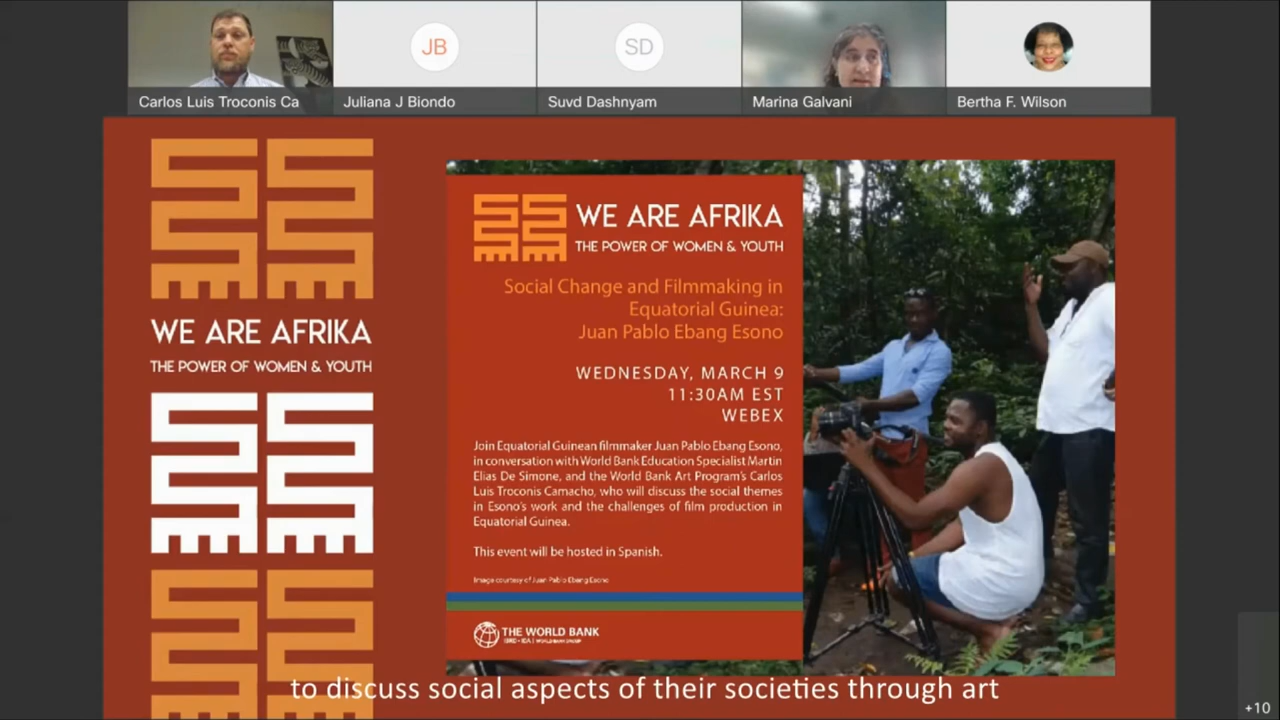 Carlos Luis Troconis Ca
JB
Juliana J Biondo
SD
Suvd Dashnyam
Marina Galvani
Bertha F. Wilson
WE ARE AFRIKA
THE POWER OF WOMEN & YOUTH
WE ARE AFRIKA
THE POWER OF WOMEN & YOUTH
Social Change and Filmmaking in
Equatorial Guinea:
Juan Pablo Ebang Esono
WEDNESDAY, MARCH 9
11:30AM EST
WEBEX
Join Equatorial Guinean filmmaker Juan Pablo Ebang Esono,
in conversation with World Bank Education Specialist Martin
Elias De Simone, and the World Bank Art Program's Carlos
Luis Troconis Camacho, who will discuss the social themes
in Esono's work and the challenges of film production in
Equatorial Guinea.
This event will be hosted in Spanish.
Image courtesy of Juan Pablo Ebang Esono
THE WORLD BANK
IBRD • IDA | WORLD BANK GROUP
to discuss social aspects of their societies through art
+10